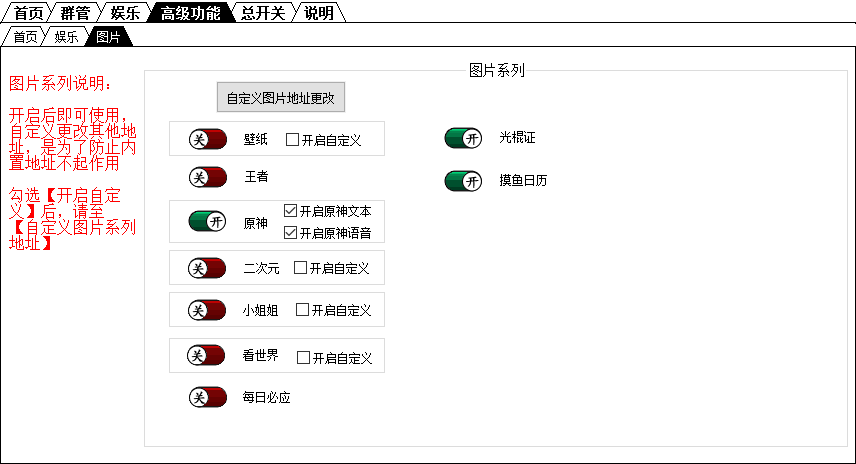 首页 群管 娱乐 高级功能 总开关 说明
首页 娱乐 图片
图片系列说明：
开启后即可使用，
自定义更改其他地
址，是为了防止内
置地址不起作用
勾选【开启自定
义】后，请至
【自定义图片系列
地址】
图片系列
自定义图片地址更改
关 壁纸 开启自定义
关 王者
开 原神 开启原神文本
开启原神语音
关 二次元 开启自定义
关 小姐姐 开启自定义
关 看世界 开启自定义
关 每日必应
开 光棍证
开 摸鱼日历